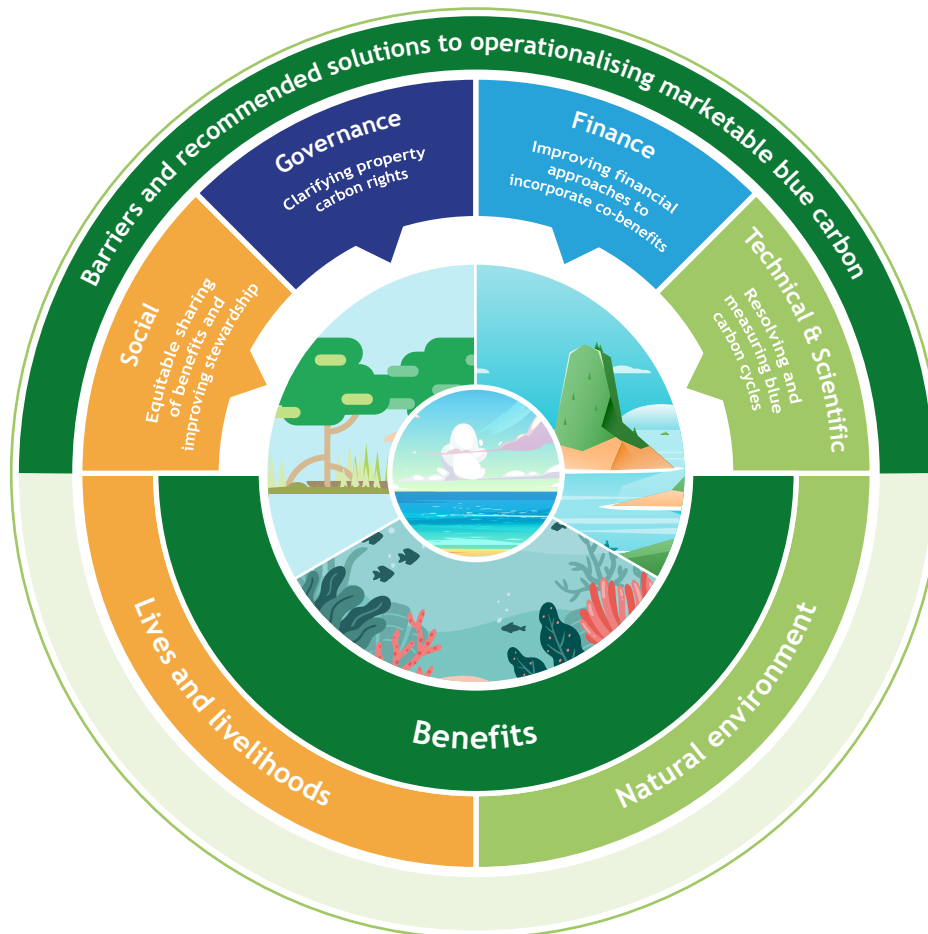 Barriers and recommended solutions to operationalising marketable blue carbon
Social
Equitable sharing
of benefits and
improving stewardship
Governance
Clarifying property
carbon rights
Finance
Improving financial
approaches to
incorporate co-benefits
Technical & Scientific
Resolving and
measuring blue
carbon cycles
Benefits
Lives and livelihoods
Natural environment